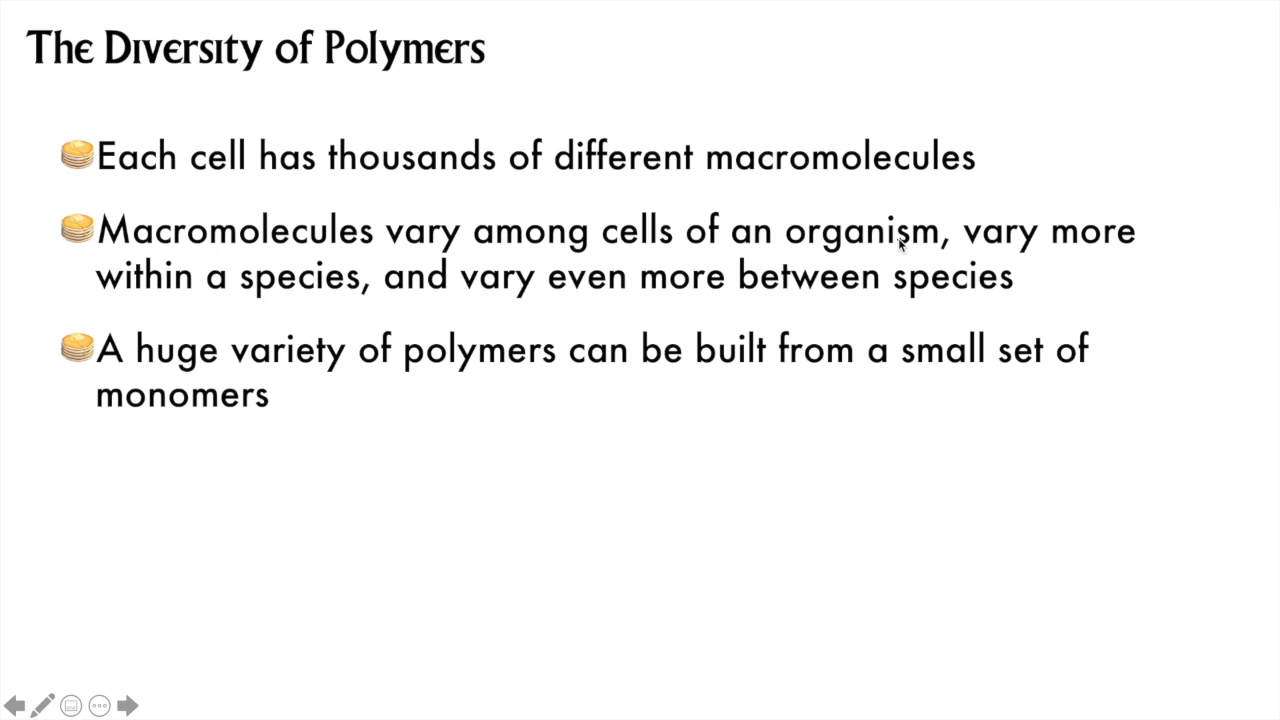 The Diversity of Polymers
Each cell has thousands of different macromolecules
Macromolecules vary among cells of an organism, vary more
within a species, and vary even more between species
A huge variety of polymers can be built from a small set of
monomers